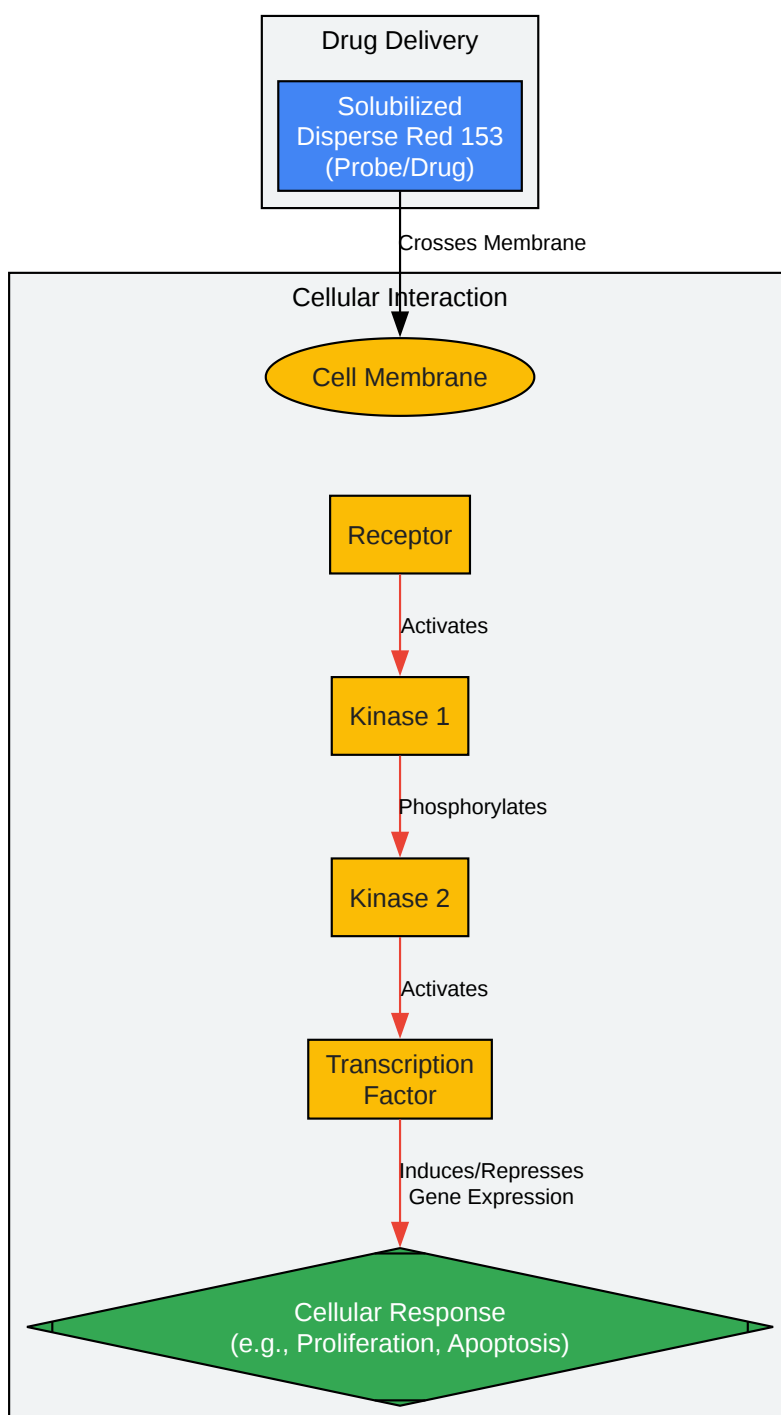 Drug Delivery
Solubilized
Disperse Red 153
(Probe/Drug)
Crosses Membrane
Cellular Interaction
Cell Membrane
Receptor
Activates
Kinase 1
Phosphorylates
Kinase 2
Activates
Transcription
Factor
Induces/Represses
Gene Expression
Cellular Response
(e.g., Proliferation, Apoptosis)